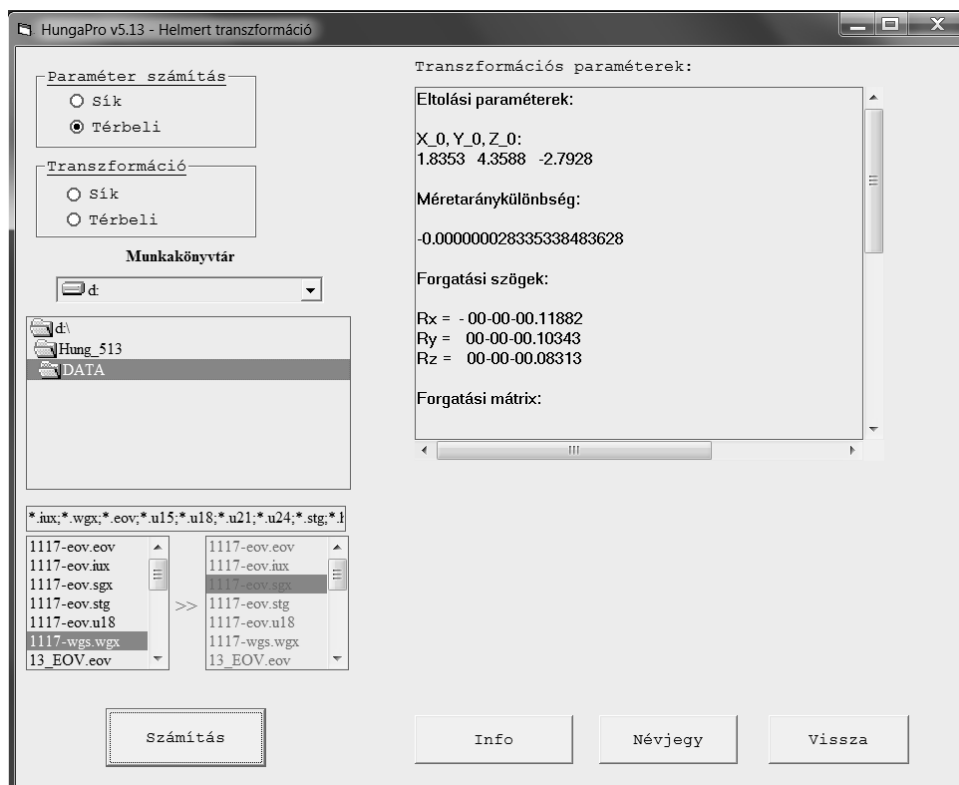 HungaPro v5.13 - Helmert transzformáció
Paraméter számítás
Sík
Térbeli
Transzformáció
Sík
Térbeli
Munkakönyvtár
d:
d:\
Hung_513
DATA
*.iux;*.wgx;*.eov;*.u15;*.u18;*.u21;*.u24;*.stg;*.h
1117-eov.eov
1117-eov.iux
1117-eov.sgx
1117-eov.stg
1117-eov.u18
1117-wgs.wgx
13_EOV.eov
>>
1117-eov.eov
1117-eov.iux
1117-eov.sgx
1117-eov.stg
1117-eov.u18
1117-wgs.wgx
13_EOV.eov
Számítás
Transzformációs paraméterek:
Eltolási paraméterek:
X_0, Y_0, Z_0:
1.8353 4.3588 -2.7928
Méretaránykülönbség:
-0.000000028335338483628
Forgatási szögek:
Rx = - 00-00-00.11882
Ry = 00-00-00.10343
Rz = 00-00-00.08313
Forgatási mátrix:
Info
Névjegy
Vissza